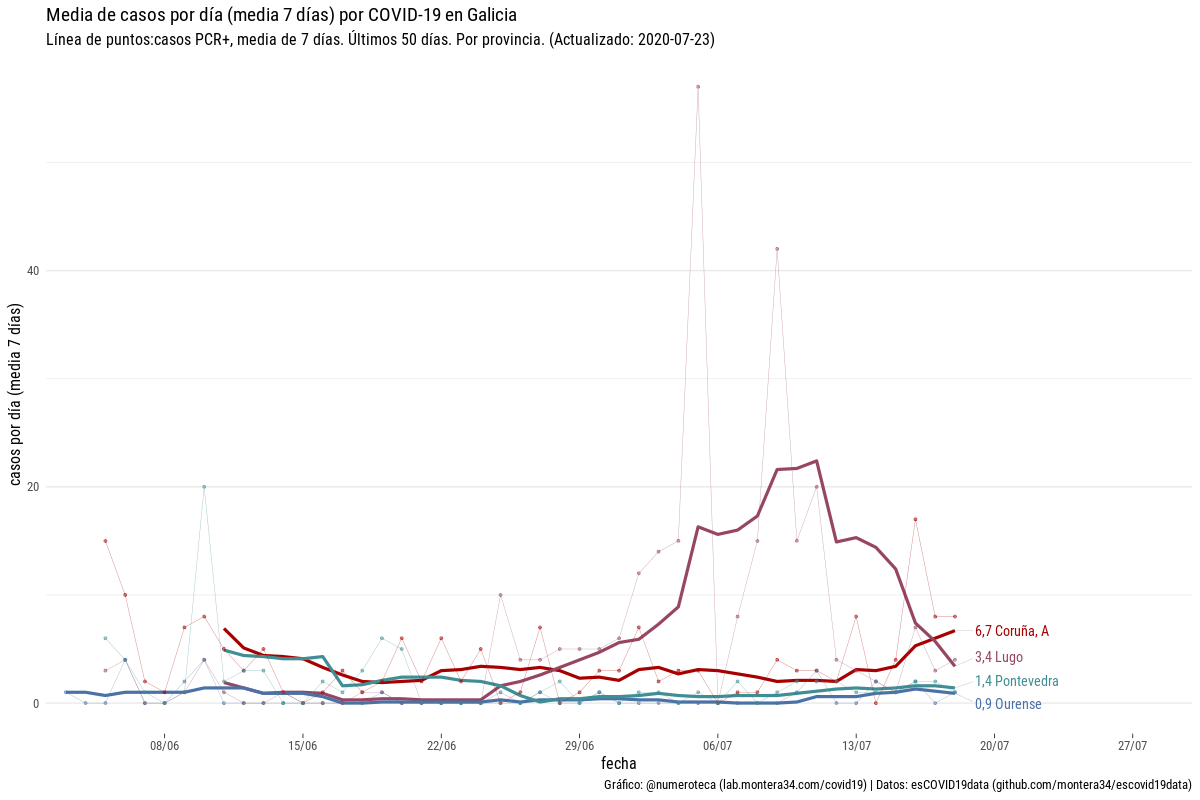 Media de casos por día (media 7 días) por COVID-19 en Galicia
Línea de puntos:casos PCR+, media de 7 días. Últimos 50 días. Por provincia. (Actualizado: 2020-07-23)
casos por día (media 7 días)
40
20
0
6,7 Coruña, A
3,4 Lugo
1,4 Pontevedra
0,9 Ourense
08/06 15/06 22/06 29/06 06/07 13/07 20/07 27/07
fecha
Gráfico: @numeroteca (lab.montera34.com/covid19) | Datos: esCOVID19data (github.com/montera34/escovid19data)